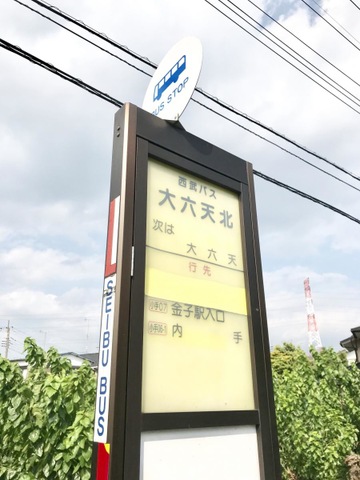 BUS STOP
西武バス
大六天北
次は
大六天
行先
金子駅入口
内手
SEIBU BUS